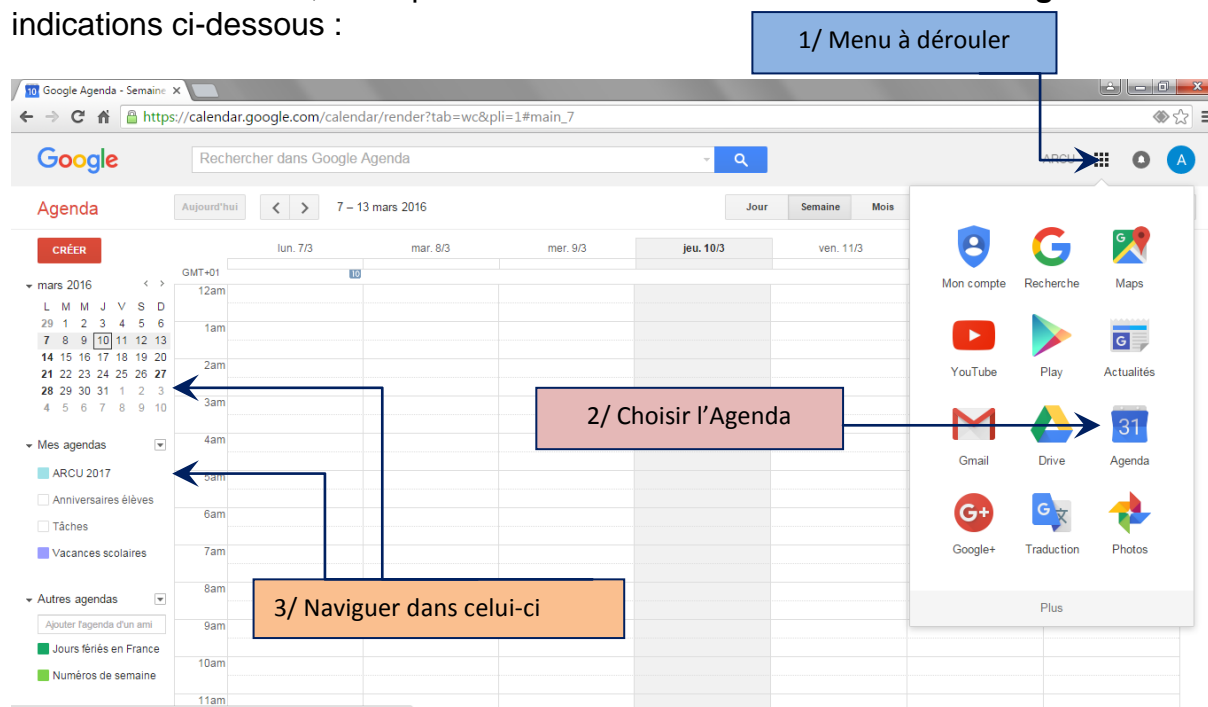 indications ci-dessous :
1/ Menu à dérouler
Google Agenda - Semaine
https://calendar.google.com/calendar/render?tab=wc&pli=1#main_7
Google
Rechercher dans Google Agenda
A
Agenda
Aujourd'hui
7 – 13 mars 2016
Jour Semaine Mois
CRÉER
lun. 7/3 mar. 8/3 mer. 9/3 jeu. 10/3 ven. 11/3
GMT+01
10
mars 2016
L M M J V S D
29 1 2 3 4 5 6
7 8 9 10 11 12 13
14 15 16 17 18 19 20
21 22 23 24 25 26 27
28 29 30 31 1 2 3
4 5 6 7 8 9 10
Mes agendas
ARCU 2017
Anniversaires élèves
Tâches
Vacances scolaires
Autres agendas
Ajouter l'agenda d'un ami
Jours fériés en France
Numéros de semaine
12am
1am
2am
3am
4am
5am
6am
7am
8am
9am
10am
11am
2/ Choisir l'Agenda
3/ Naviguer dans celui-ci
Mon compte Recherche Maps
YouTube Play Actualités
31
Gmail Drive Agenda
G+
Google+ Traduction Photos
Plus